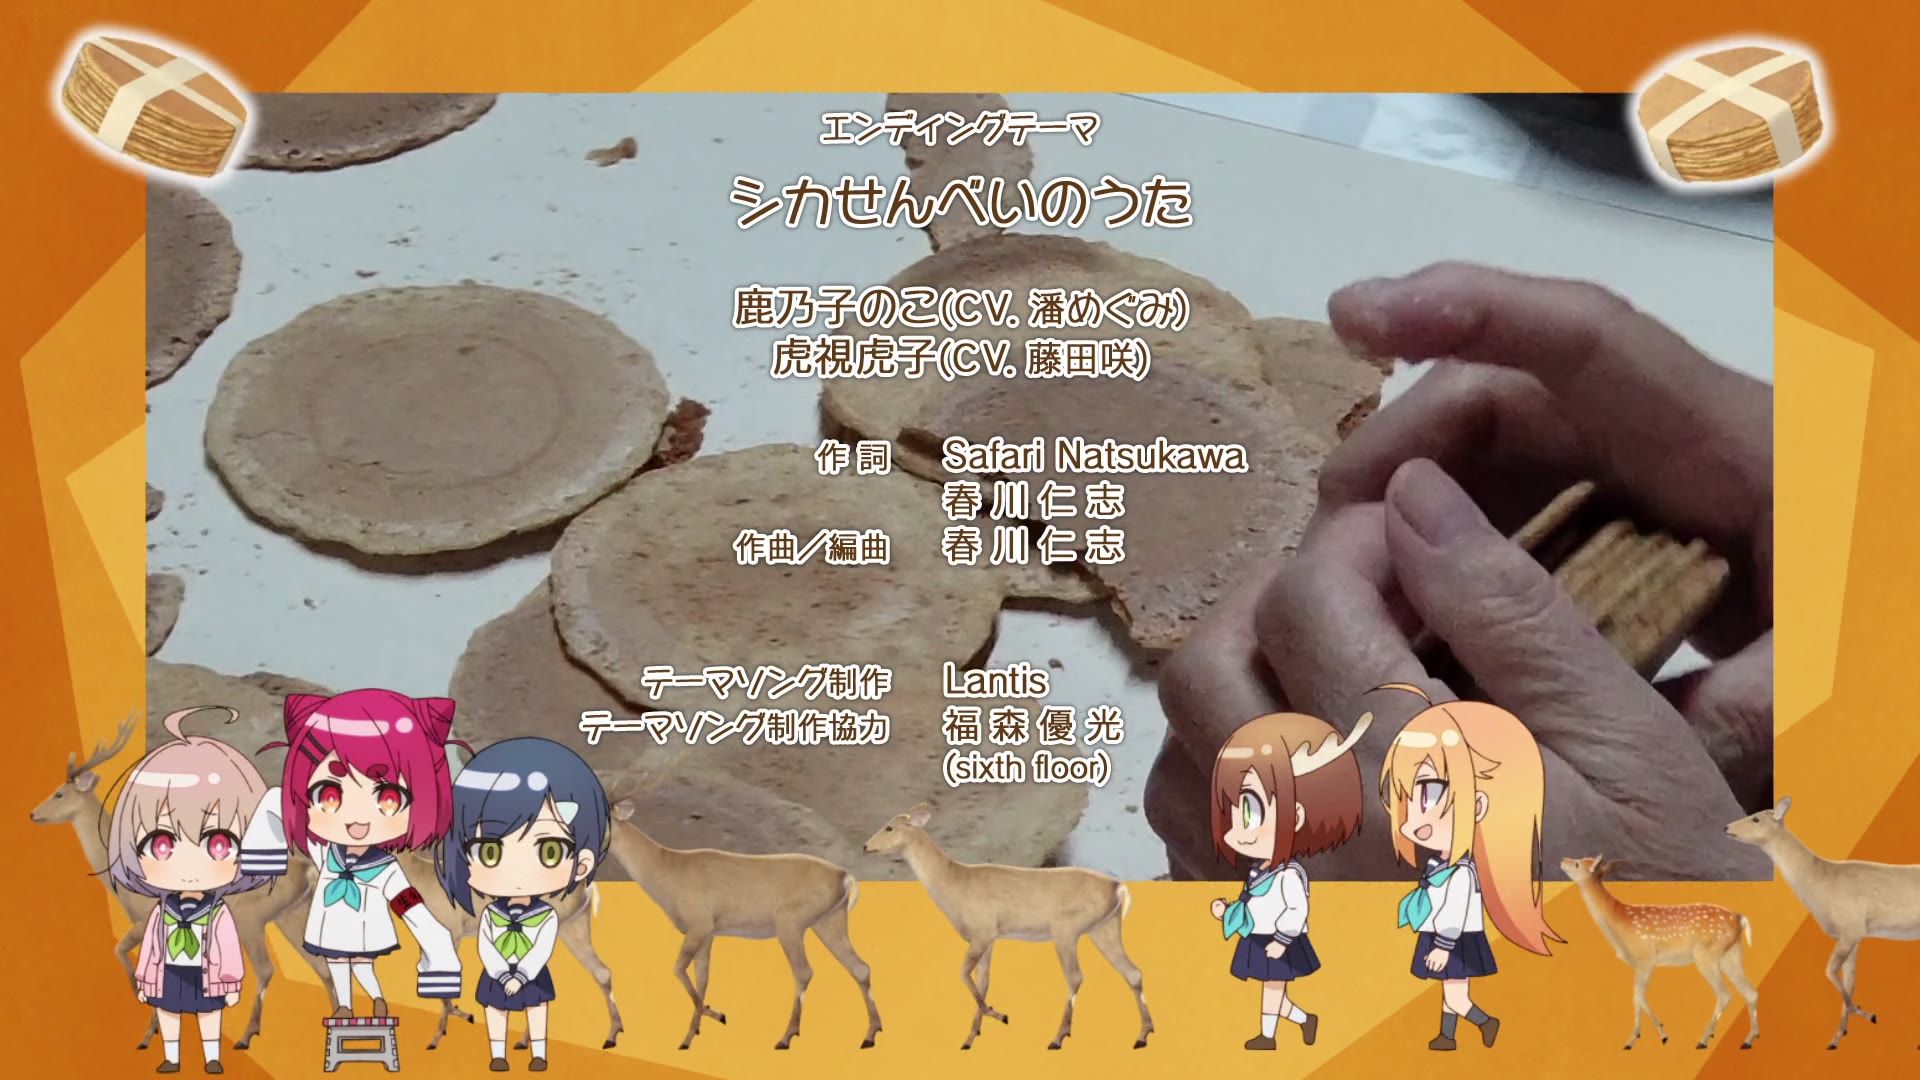 エンディングテーマ
シカせんべいのうた
鹿乃子のこ(CV. 潘めぐみ)
虎視虎子(CV. 藤田咲)
作詞 Safari Natsukawa
春川仁志
作曲／編曲 春川仁志
テーマソング制作 Lantis
テーマソング制作協力 福森優光
(sixth floor)